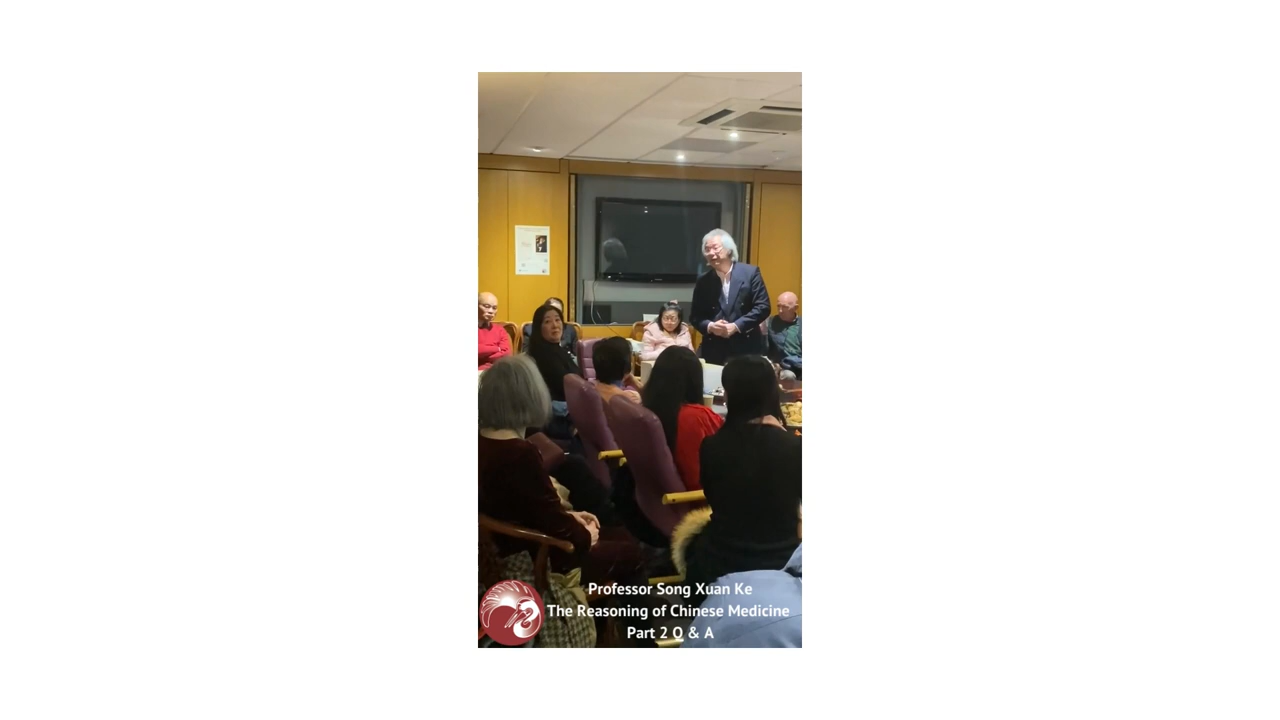 Professor Song Xuan Ke
The Reasoning of Chinese Medicine
Part 2 Q & A